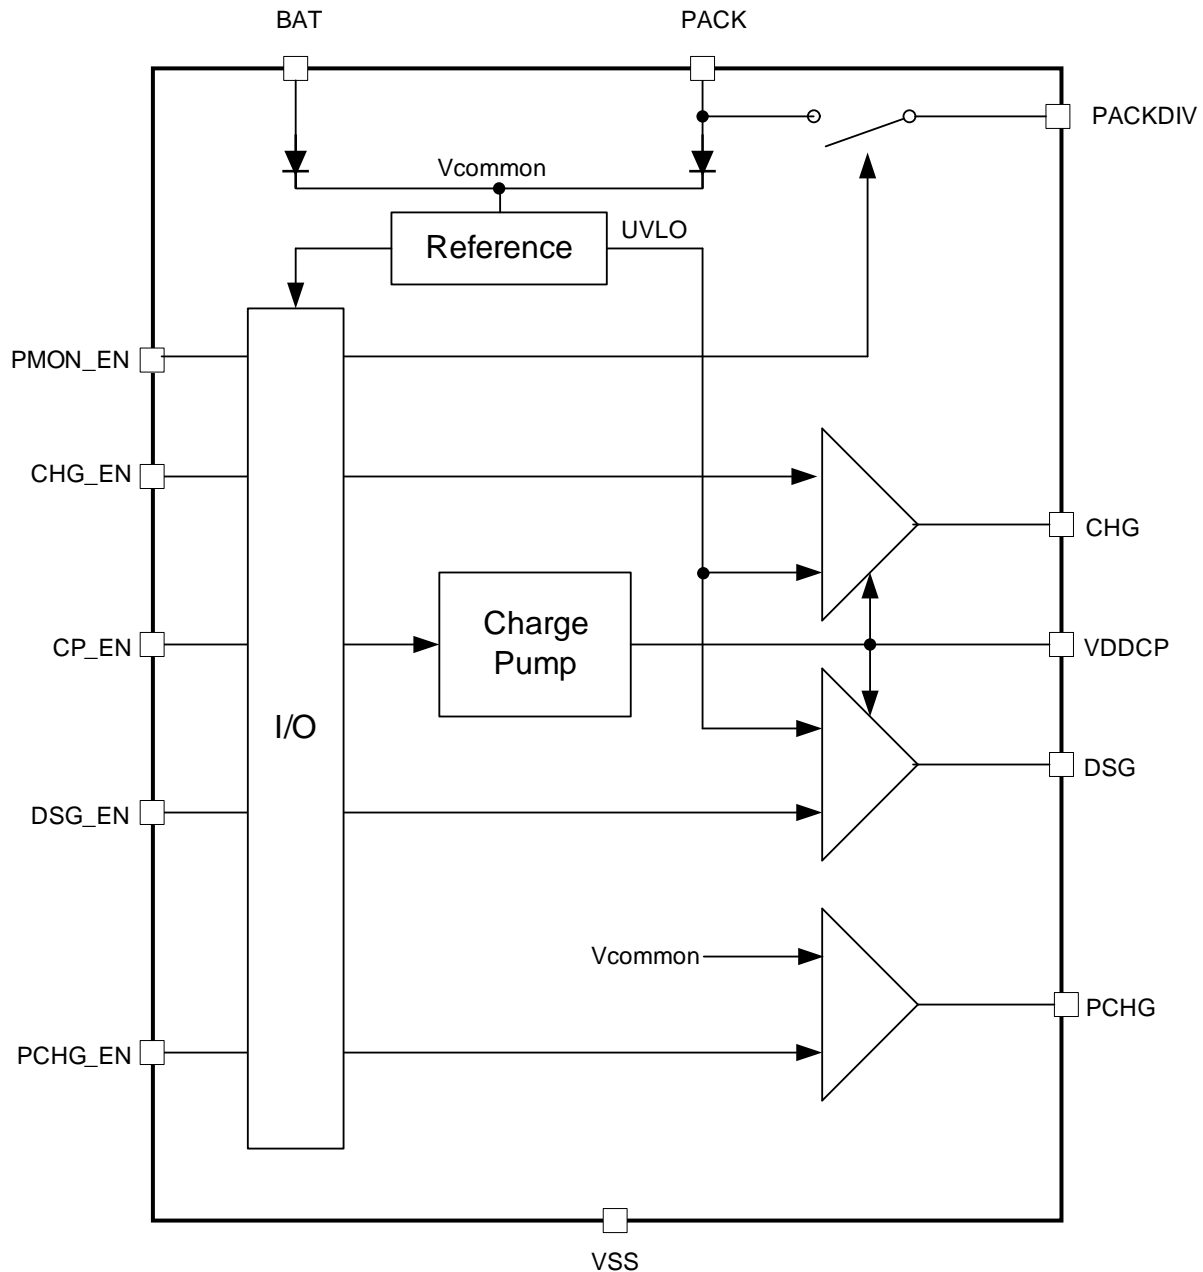 BAT
PACK
PACKDIV
Vcommon
UVLO
Reference
PMON_EN
CHG_EN
CHG
Charge
Pump
CP_EN
VDDCP
I/O
DSG
DSG_EN
Vcommon
PCHG
PCHG_EN
VSS